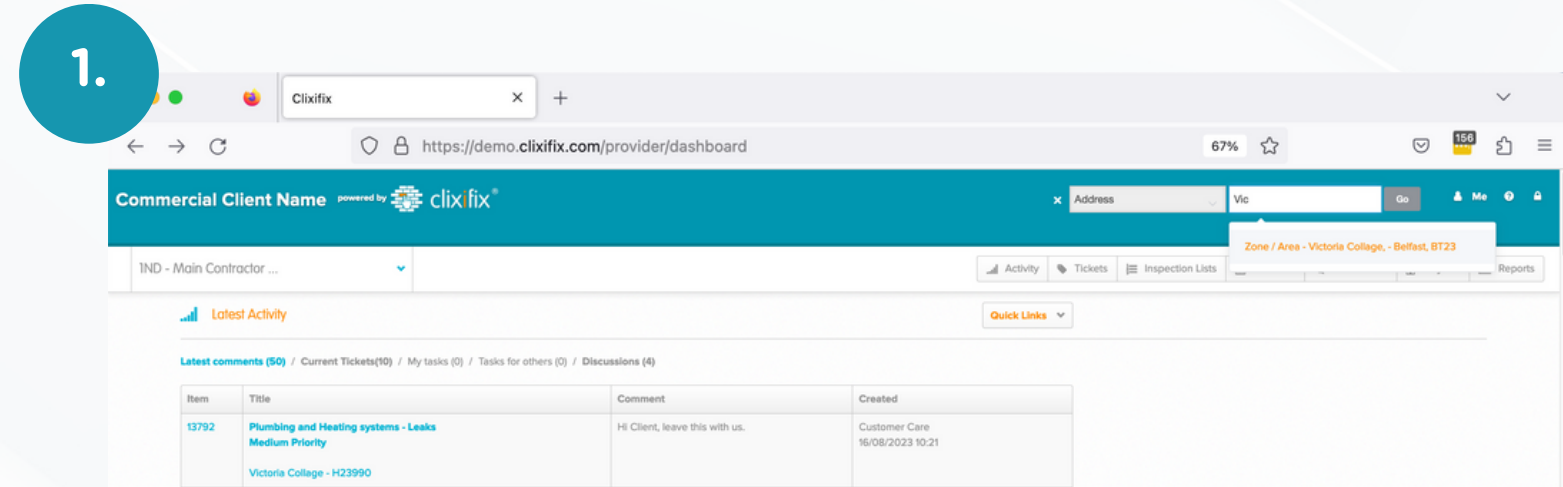 1.
Clixifix
https://demo.clixifix.com/provider/dashboard
67%
156
Commercial Client Name powered by clixifix®
Address
Vic
Go
Me
Zone / Area - Victoria Collage, - Belfast, BT23
1ND - Main Contractor ...
Activity
Tickets
Inspection Lists
Reports
Latest Activity
Quick Links
Latest comments (50) / Current Tickets(10) / My tasks (0) / Tasks for others (0) / Discussions (4)
Item Title Comment Created
13792 Plumbing and Heating systems - Leaks Hi Client, leave this with us. Customer Care
Medium Priority 16/08/2023 10:21
Victoria Collage - H23990